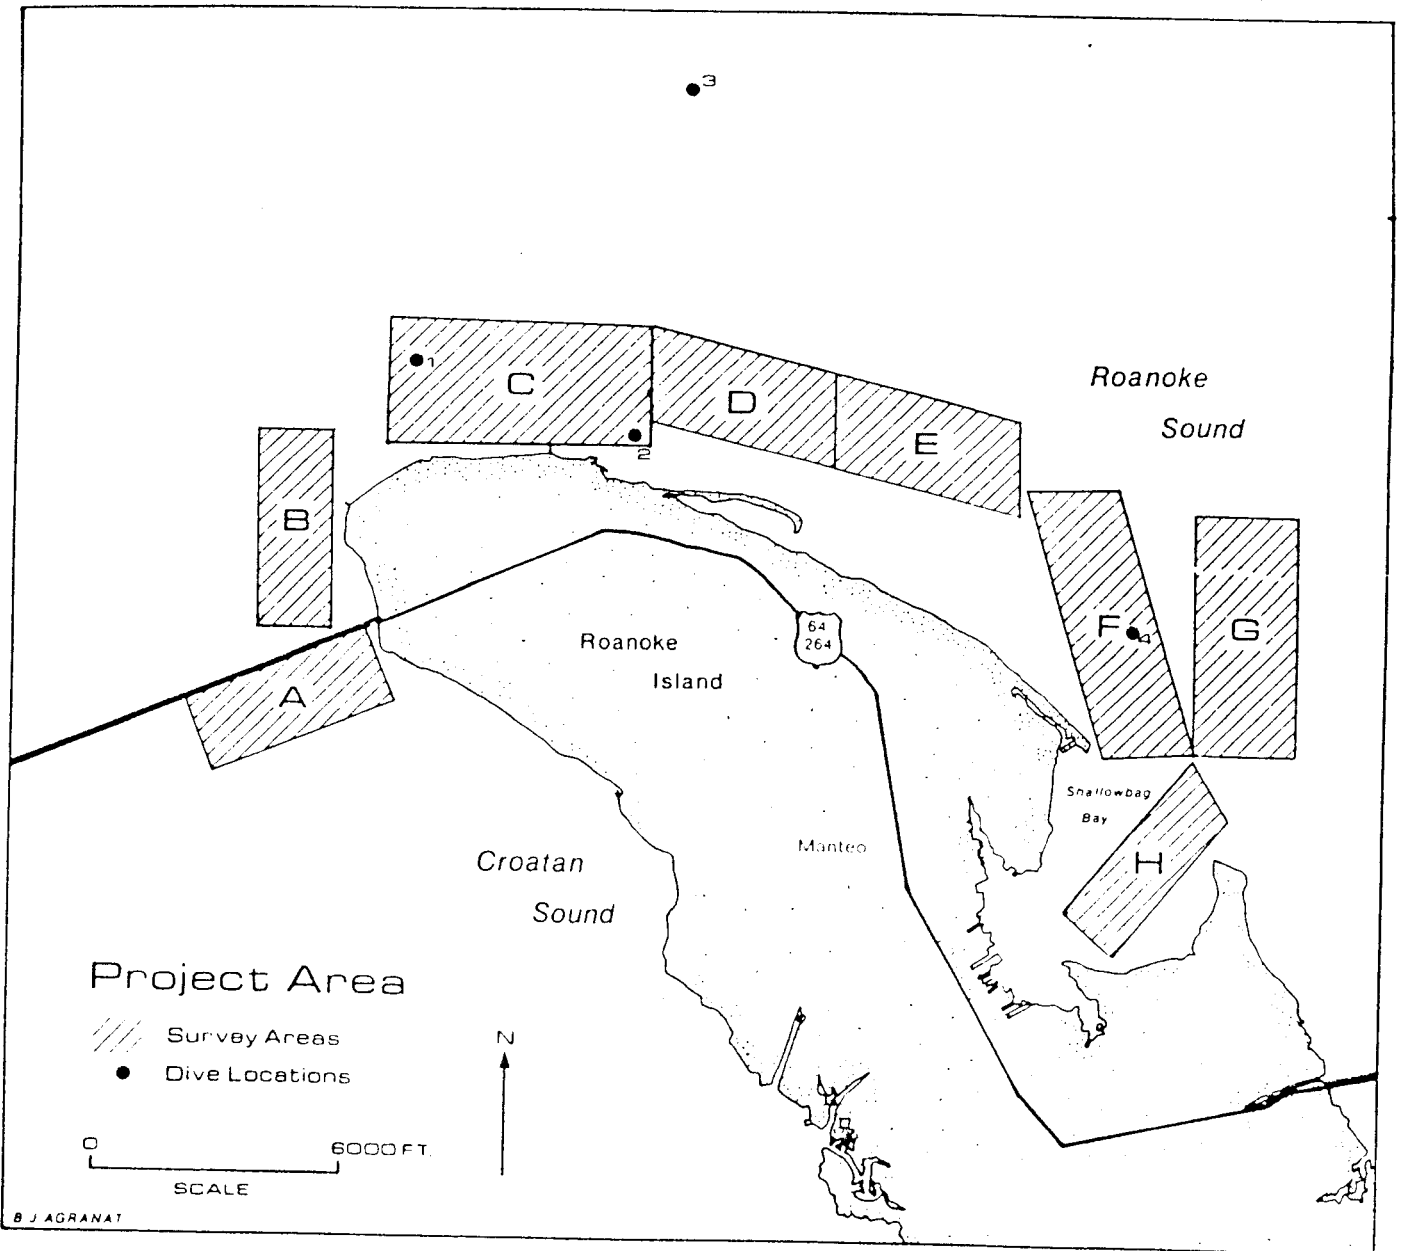 3
1
C
D
Roanoke
Sound
E
2
B
F
4
G
64
264
Roanoke
Island
A
Shallowbag
Bay
Manteo
H
Croatan
Sound
Project Area
Survey Areas
Dive Locations
N
0 6000 FT.
SCALE
B J AGRANAT